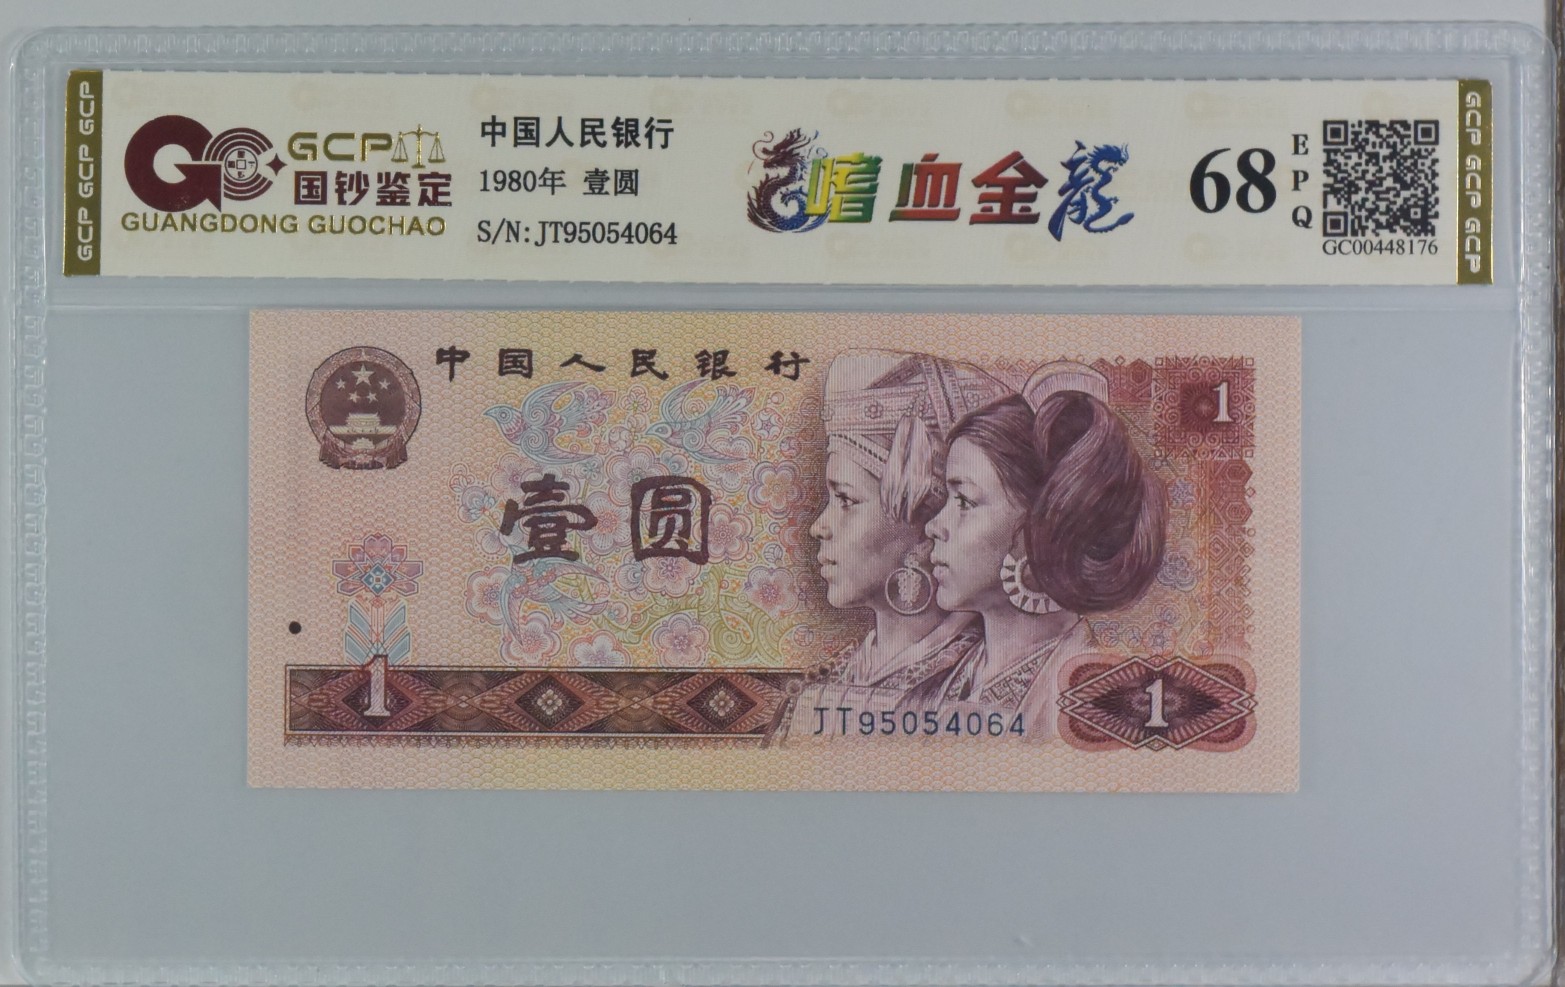 GCP GCP GCP
GCP
国钞鉴定
GUANGDONG GUOCHAO
中国人民银行
1980年 壹圆
S/N:JT95054064
嗜血金龍
68
EPQ
GC00448176
GCP GCP GCP
中国人民银行
1
壹圆
1
JT95054064
1